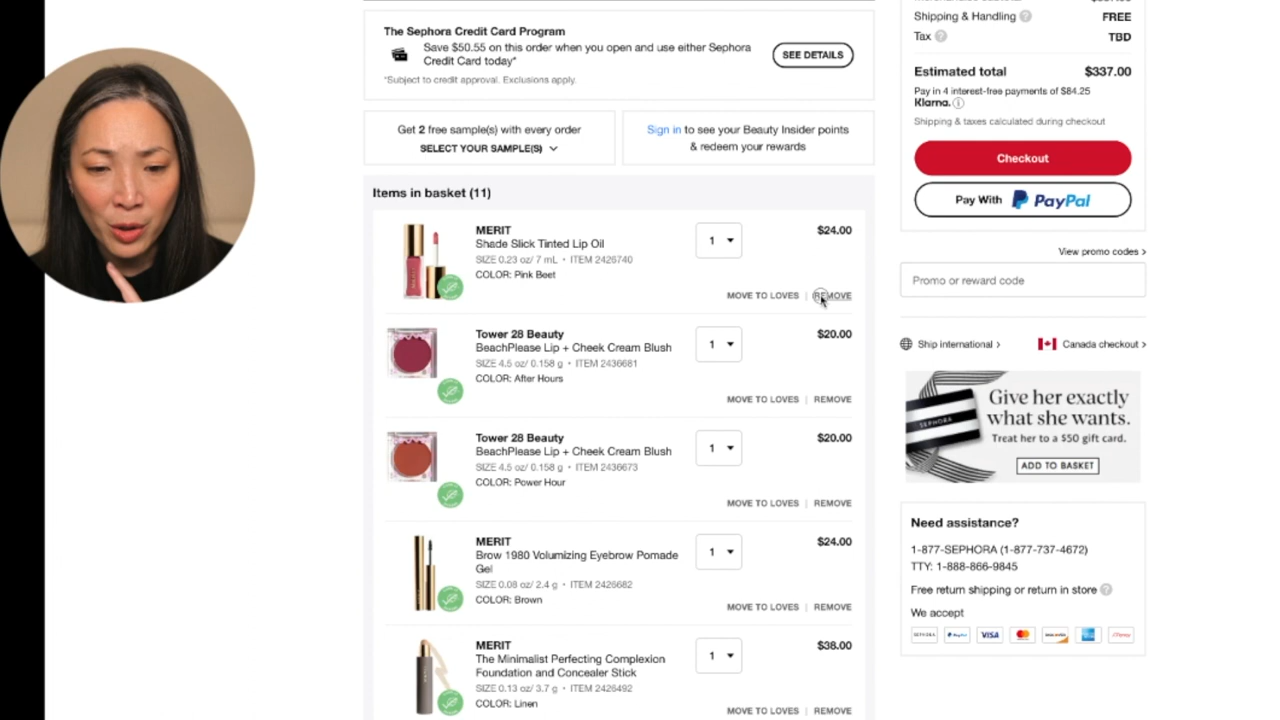 The Sephora Credit Card Program
Save $50.55 on this order when you open and use either Sephora
Credit Card today*
*Subject to credit approval. Exclusions apply.
SEE DETAILS
Get 2 free sample(s) with every order
SELECT YOUR SAMPLE(S)
Sign in to see your Beauty Insider points
& redeem your rewards
Items in basket (11)
MERIT
Shade Slick Tinted Lip Oil
SIZE 0.23 oz/ 7 mL • ITEM 2426740
COLOR: Pink Beet
1
$24.00
MOVE TO LOVES | REMOVE
Tower 28 Beauty
BeachPlease Lip + Cheek Cream Blush
SIZE 4.5 oz/ 0.158 g • ITEM 2436681
COLOR: After Hours
1
$20.00
MOVE TO LOVES | REMOVE
Tower 28 Beauty
BeachPlease Lip + Cheek Cream Blush
SIZE 4.5 oz/ 0.158 g • ITEM 2436673
COLOR: Power Hour
1
$20.00
MOVE TO LOVES | REMOVE
MERIT
Brow 1980 Volumizing Eyebrow Pomade
Gel
SIZE 0.08 oz/ 2.4 g • ITEM 2426682
COLOR: Brown
1
$24.00
MOVE TO LOVES | REMOVE
MERIT
The Minimalist Perfecting Complexion
Foundation and Concealer Stick
SIZE 0.13 oz/ 3.7 g • ITEM 2426492
COLOR: Linen
1
$38.00
MOVE TO LOVES | REMOVE
Shipping & Handling ? FREE
Tax ? TBD
Estimated total $337.00
Pay in 4 interest-free payments of $84.25
Klarna. i
Shipping & taxes calculated during checkout
Checkout
Pay With PayPal
View promo codes >
Promo or reward code
Ship international >
Canada checkout >
SEPHORA
Give her exactly
what she wants.
Treat her to a $50 gift card.
ADD TO BASKET
Need assistance?
1-877-SEPHORA (1-877-737-4672)
TTY: 1-888-866-9845
Free return shipping or return in store ?
We accept
SEPHORA
PayPal
VISA